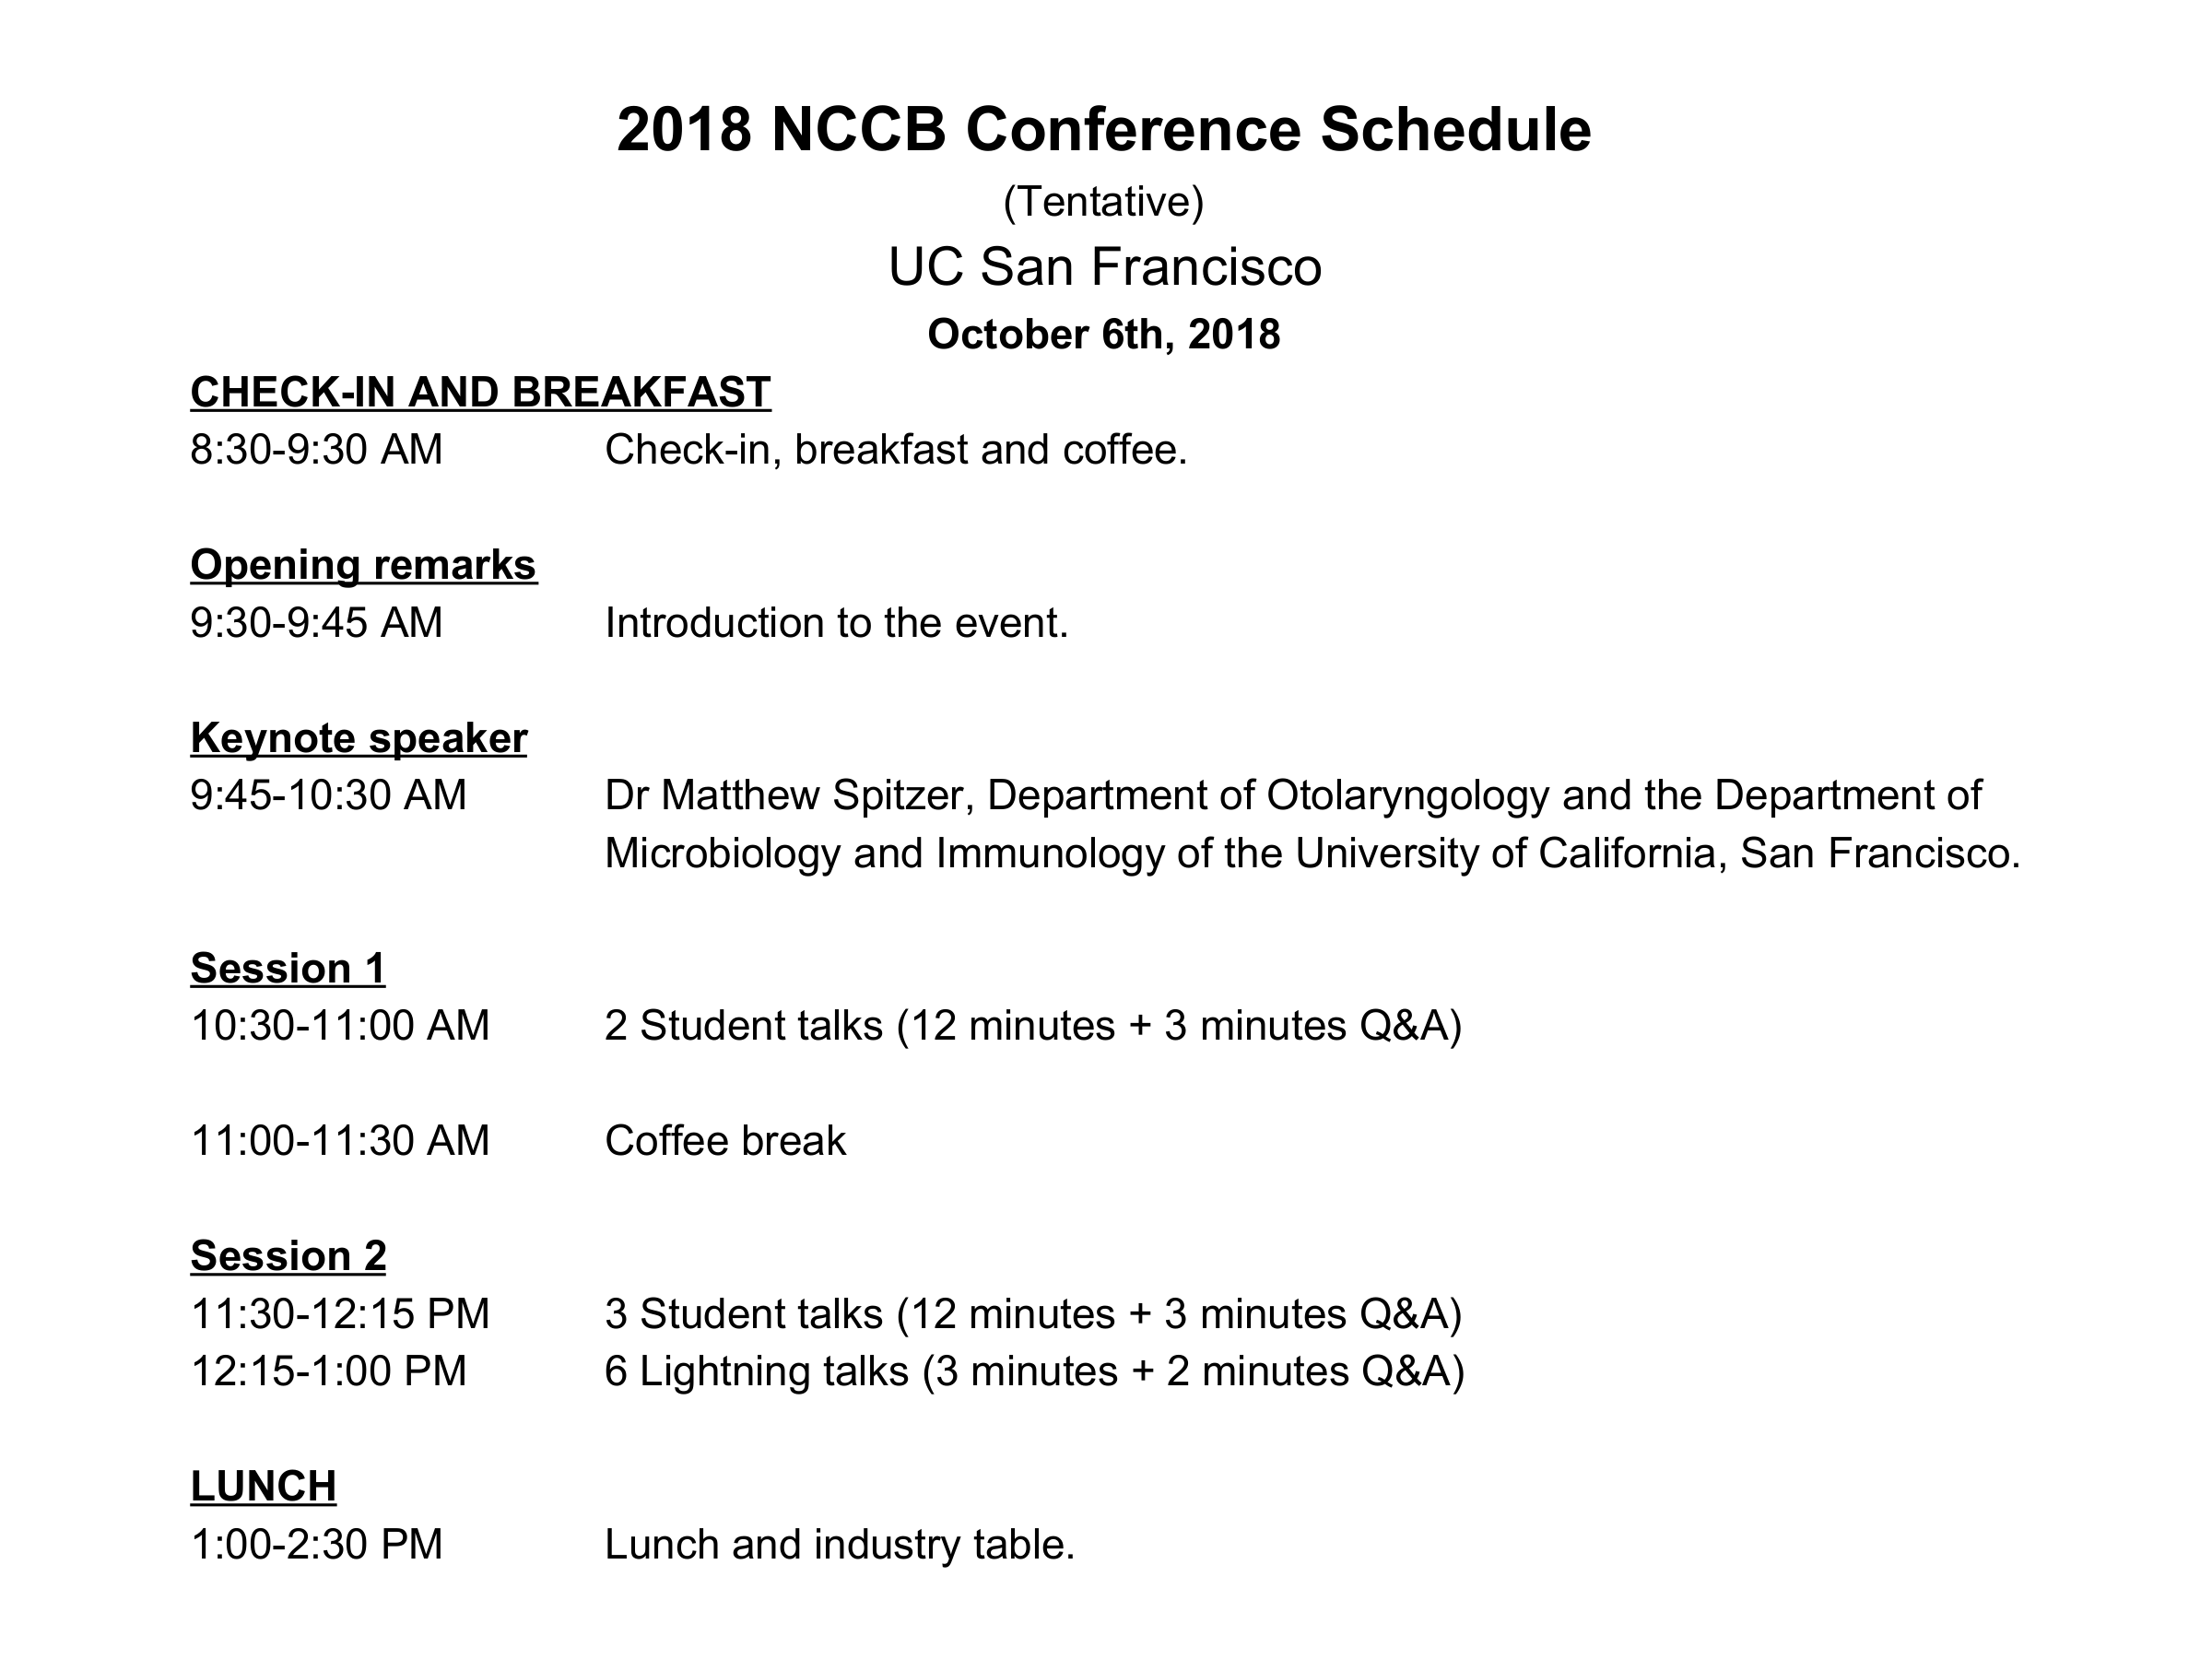 2018 NCCB Conference Schedule
(Tentative)
UC San Francisco
October 6th, 2018
CHECK-IN AND BREAKFAST
8:30-9:30 AM Check-in, breakfast and coffee.
Opening remarks
9:30-9:45 AM Introduction to the event.
Keynote speaker
9:45-10:30 AM Dr Matthew Spitzer, Department of Otolaryngology and the Department of
Microbiology and Immunology of the University of California, San Francisco.
Session 1
10:30-11:00 AM 2 Student talks (12 minutes + 3 minutes Q&A)
11:00-11:30 AM Coffee break
Session 2
11:30-12:15 PM 3 Student talks (12 minutes + 3 minutes Q&A)
12:15-1:00 PM 6 Lightning talks (3 minutes + 2 minutes Q&A)
LUNCH
1:00-2:30 PM Lunch and industry table.